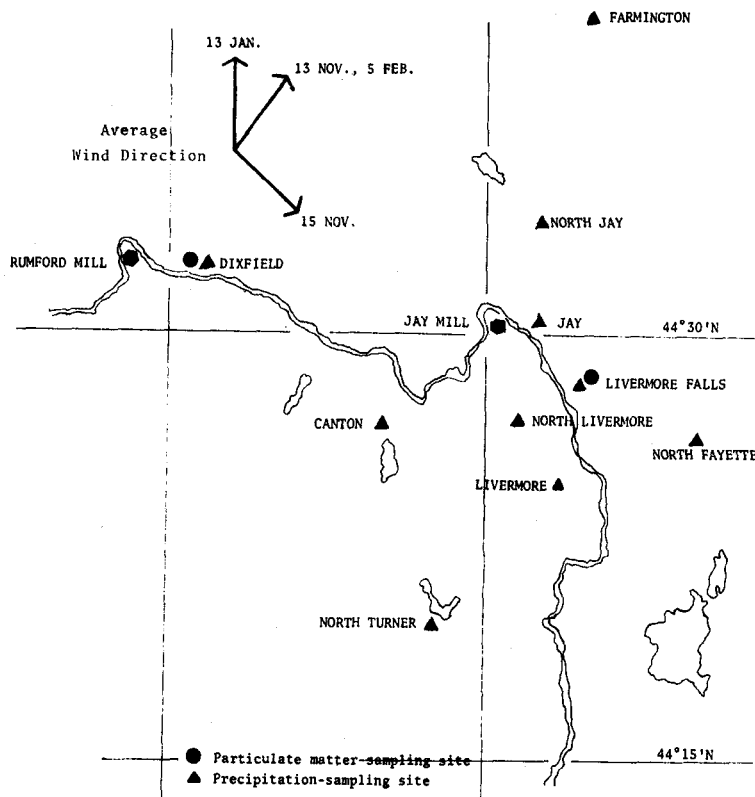 FARMINGTON
13 JAN.
13 NOV., 5 FEB.
Average
Wind Direction
15 NOV.
NORTH JAY
RUMFORD MILL
DIXFIELD
JAY MILL
JAY
44°30'N
LIVERMORE FALLS
CANTON
NORTH LIVERMORE
NORTH FAYETTE
LIVERMORE
NORTH TURNER
Particulate matter-sampling site
44°15'N
Precipitation-sampling site